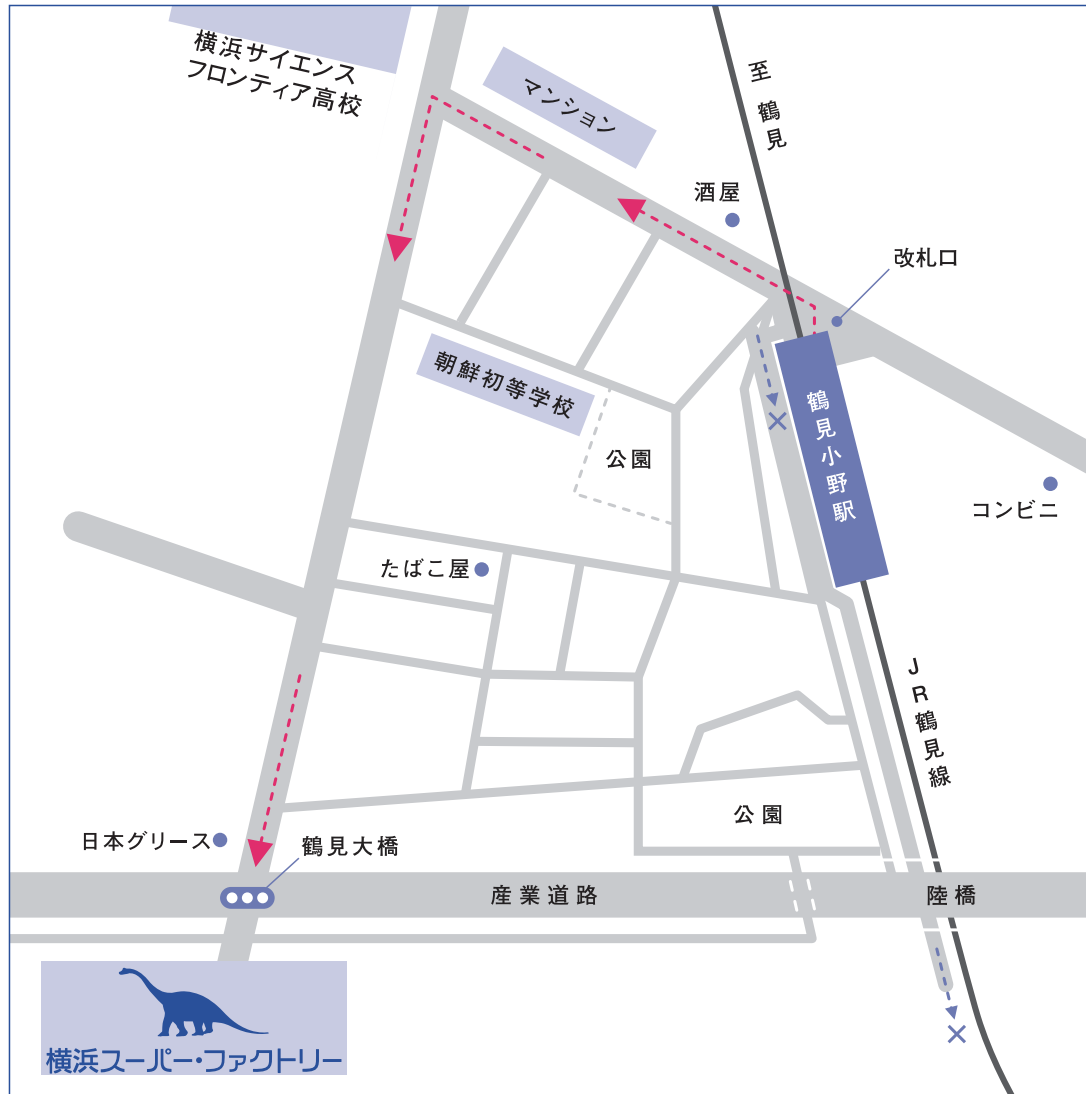 横浜サイエンス
フロンティア高校
マンション
至 鶴見
酒屋
改札口
朝鮮初等学校
鶴見小野駅
公園
コンビニ
たばこ屋
JR鶴見線
公園
日本グリース
鶴見大橋
産業道路
陸橋
横浜スーパー・ファクトリー